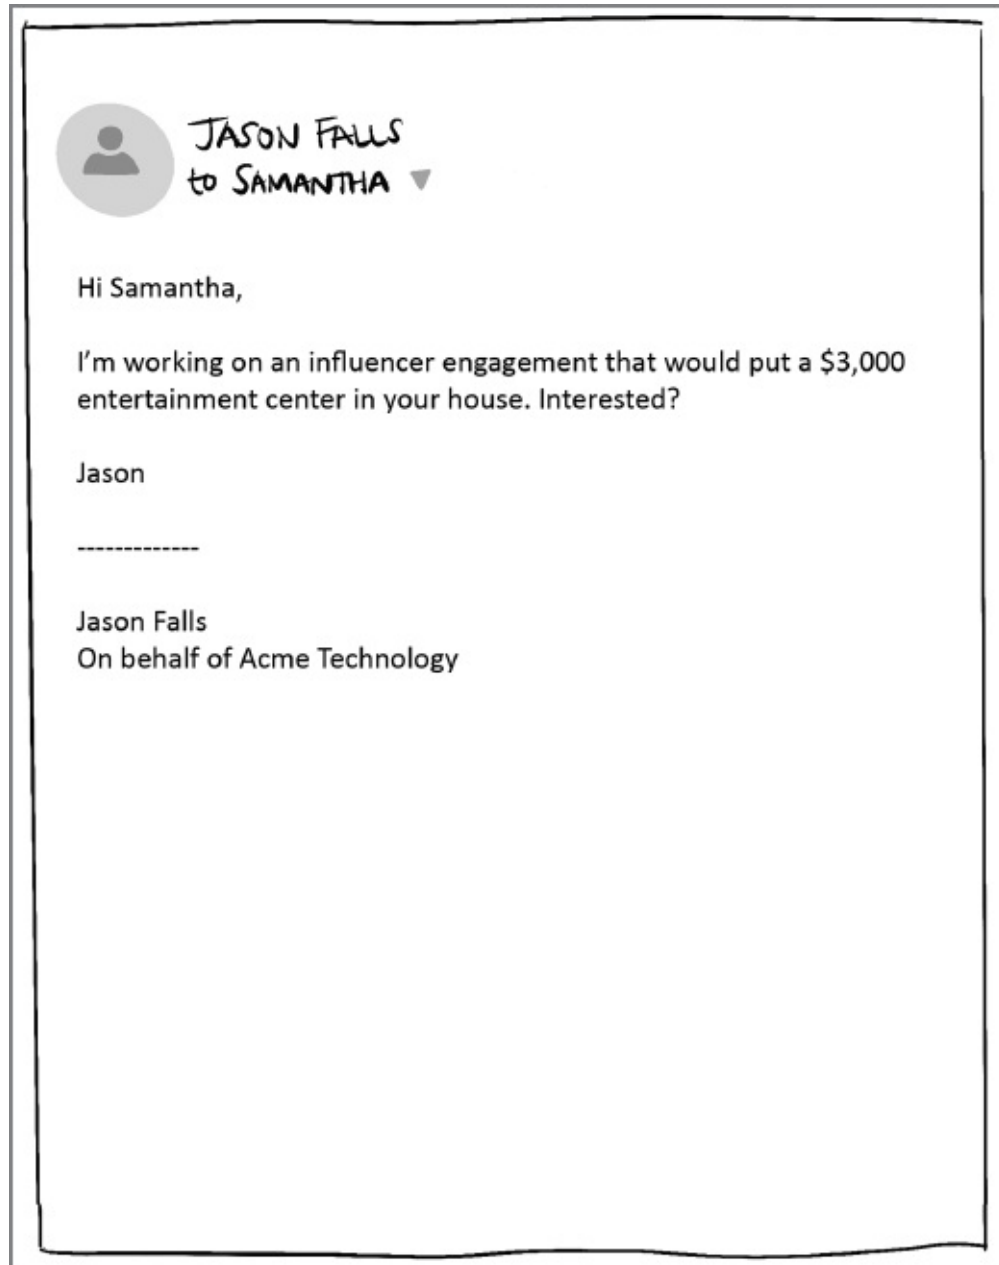 JASON FALLS
to SAMANTHA
Hi Samantha,
I’m working on an influencer engagement that would put a $3,000
entertainment center in your house. Interested?
Jason
-------------
Jason Falls
On behalf of Acme Technology